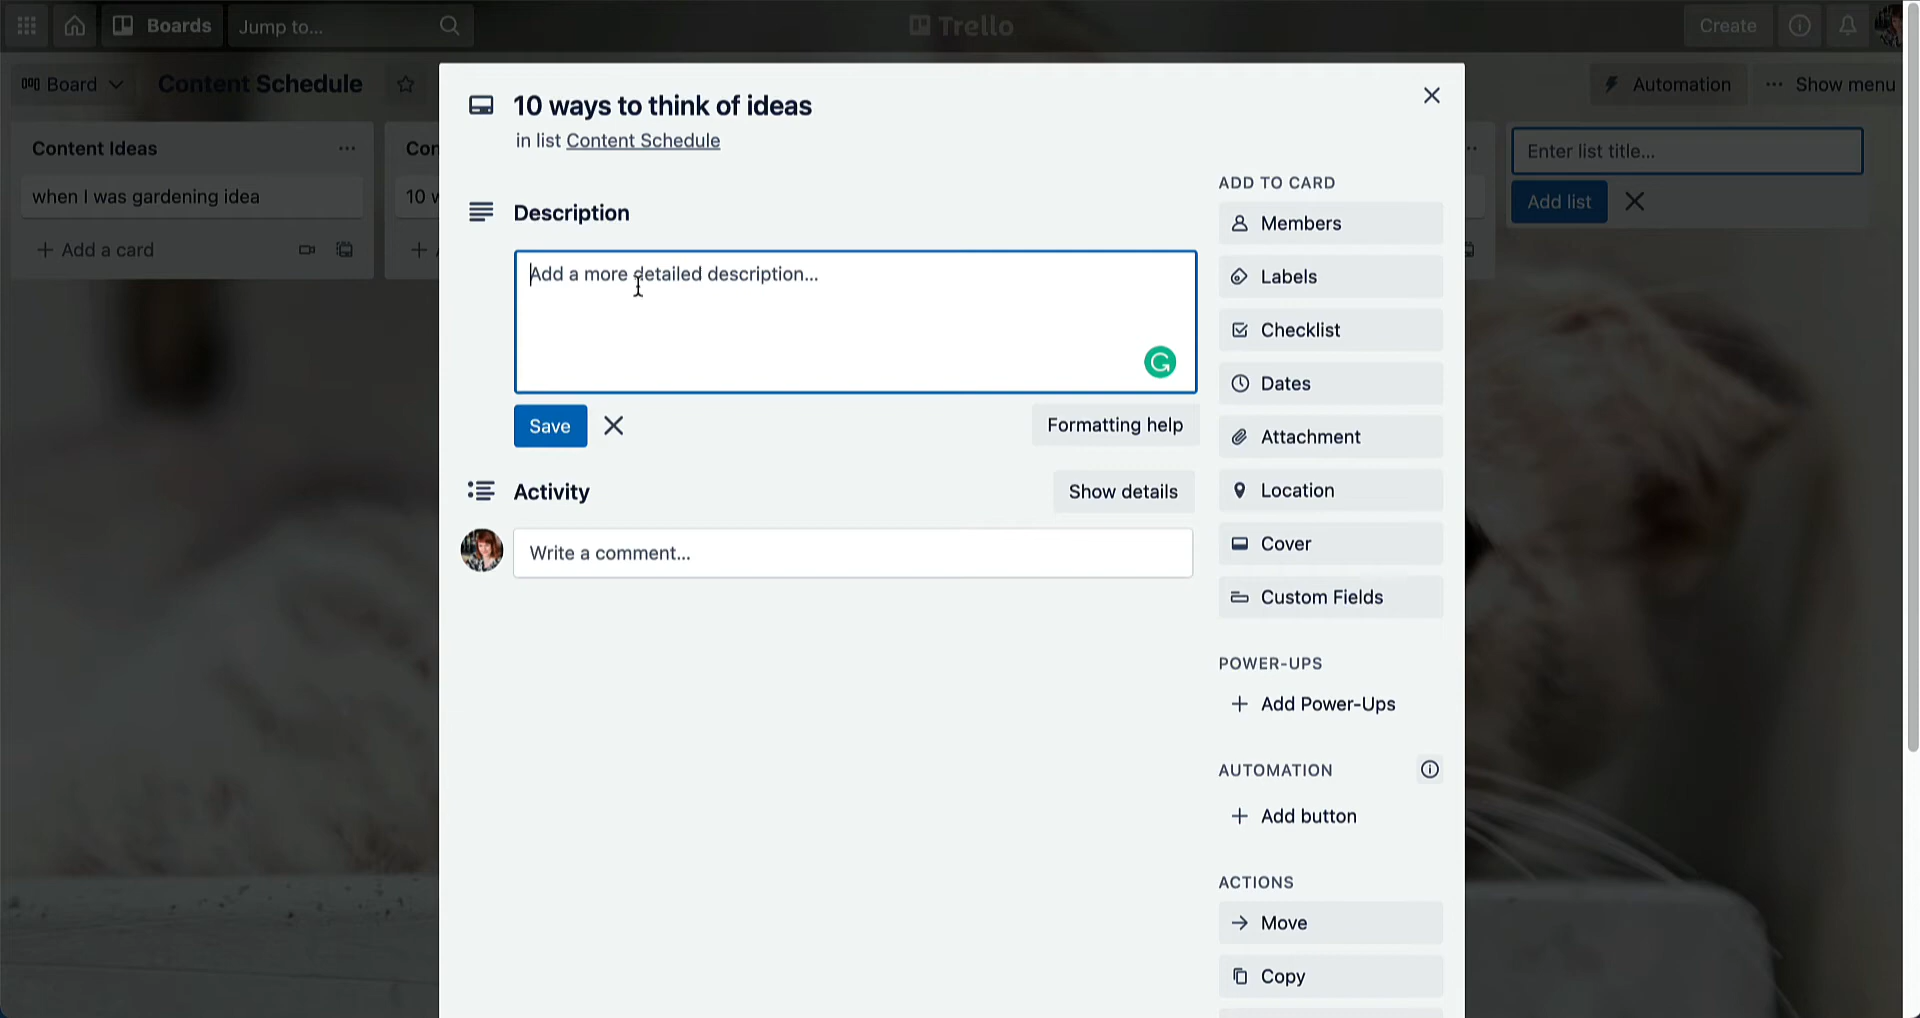 Boards
Jump to...
Trello
Create
Board
Content Schedule
Automation
Show menu
Content Ideas
when I was gardening idea
Add a card
Con
10 w
10 ways to think of ideas
in list Content Schedule
Description
Add a more detailed description...
Save
Formatting help
Activity
Show details
Write a comment...
ADD TO CARD
Members
Labels
Checklist
Dates
Attachment
Location
Cover
Custom Fields
POWER-UPS
+ Add Power-Ups
AUTOMATION
+ Add button
ACTIONS
Move
Copy
Enter list title...
Add list